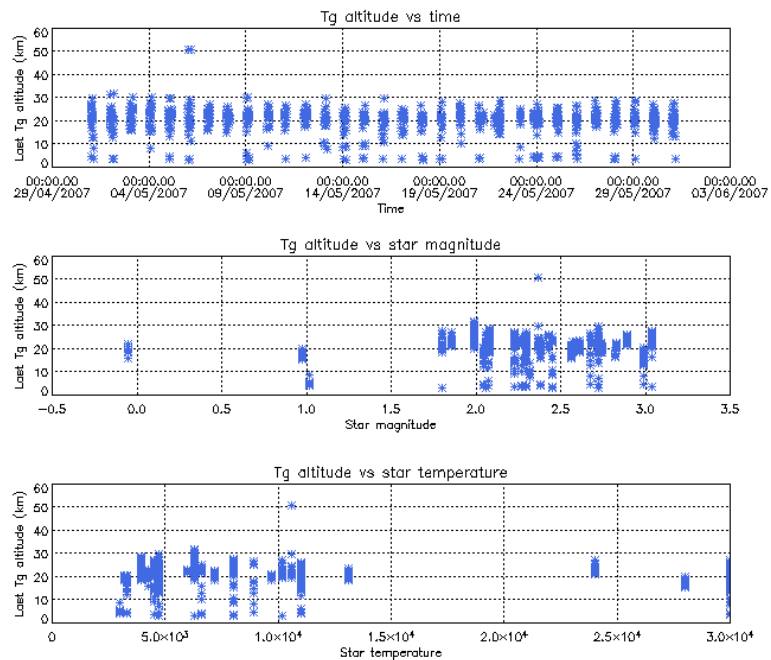 Tg altitude vs time
Last Tg altitude (km)
60
50
40
30
20
10
0
00:00:00 00:00:00 00:00:00 00:00:00 00:00:00 00:00:00 00:00:00 00:00:00
29/04/2007 04/05/2007 09/05/2007 14/05/2007 19/05/2007 24/05/2007 29/05/2007 03/06/2007
Time
Tg altitude vs star magnitude
Last Tg altitude (km)
60
50
40
30
20
10
0
-0.5 0.0 0.5 1.0 1.5 2.0 2.5 3.0 3.5
Star magnitude
Tg altitude vs star temperature
Last Tg altitude (km)
60
50
40
30
20
10
0
0 5.0×10³ 1.0×10⁴ 1.5×10⁴ 2.0×10⁴ 2.5×10⁴ 3.0×10⁴
Star temperature